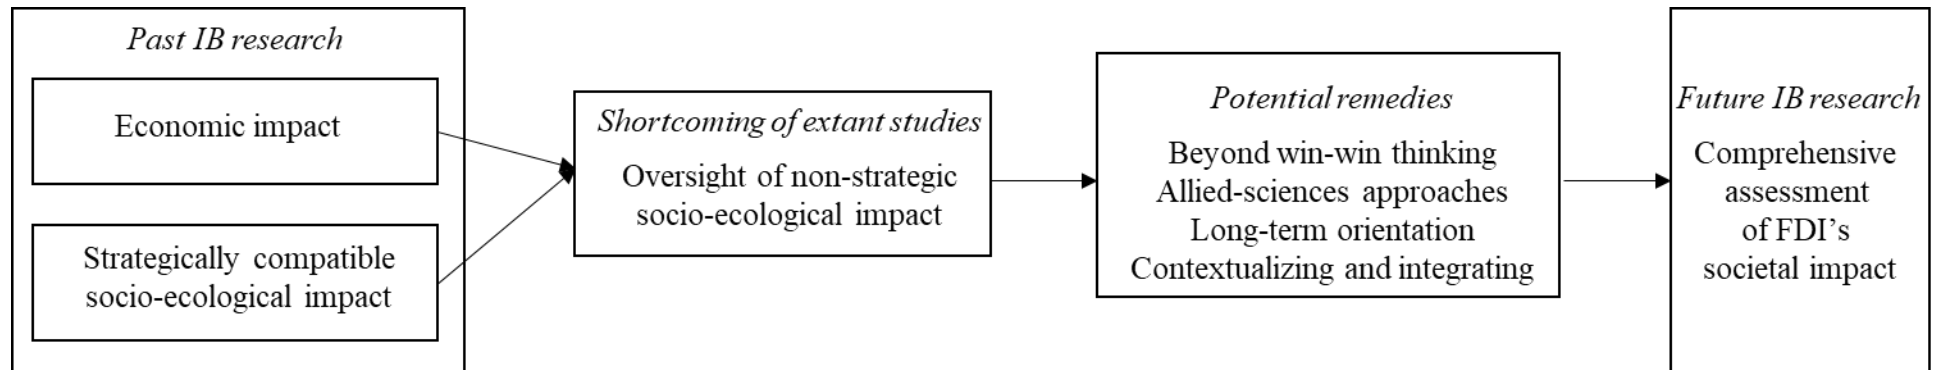 Past IB research
Economic impact
Strategically compatible
socio-ecological impact
Shortcoming of extant studies
Oversight of non-strategic
socio-ecological impact
Potential remedies
Beyond win-win thinking
Allied-sciences approaches
Long-term orientation
Contextualizing and integrating
Future IB research
Comprehensive
assessment
of FDI's
societal impact